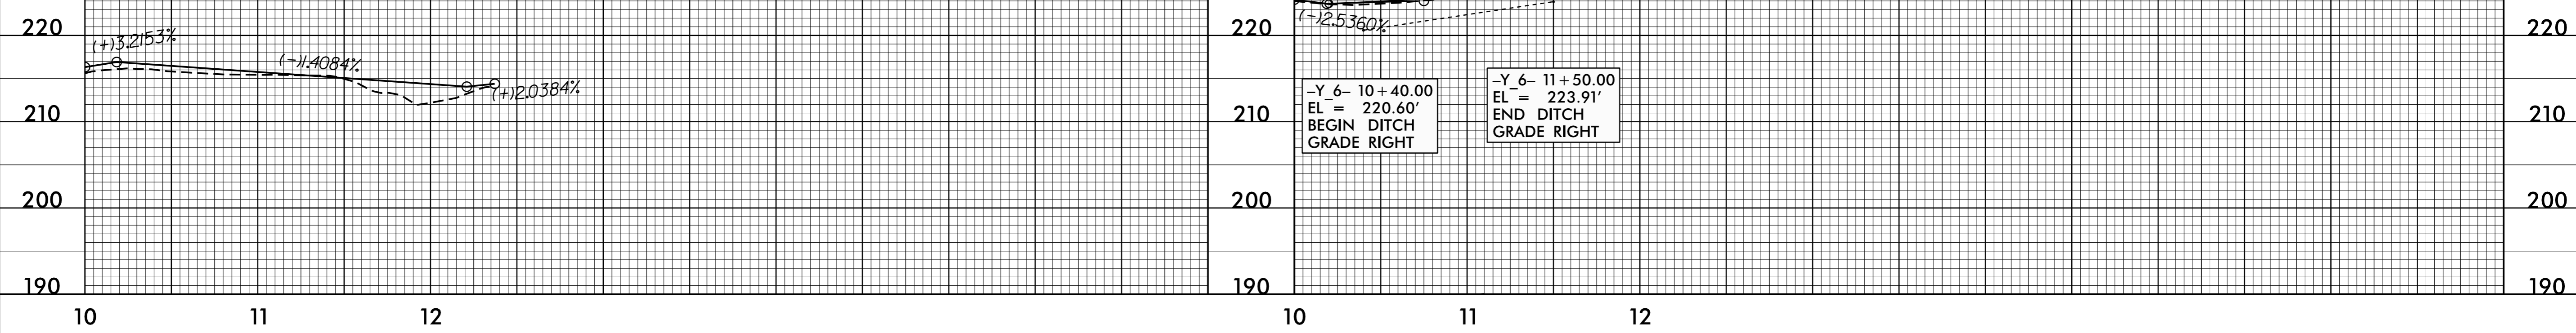 220
210
200
190
(+)3.2153%
(-)1.4084%
(+)2.0384%
10 11 12
220
210
200
190
(-)2.5360%
-Y_6- 10+40.00
EL = 220.60'
BEGIN DITCH
GRADE RIGHT
-Y_6- 11+50.00
EL = 223.91'
END DITCH
GRADE RIGHT
10 11 12
220
210
200
190